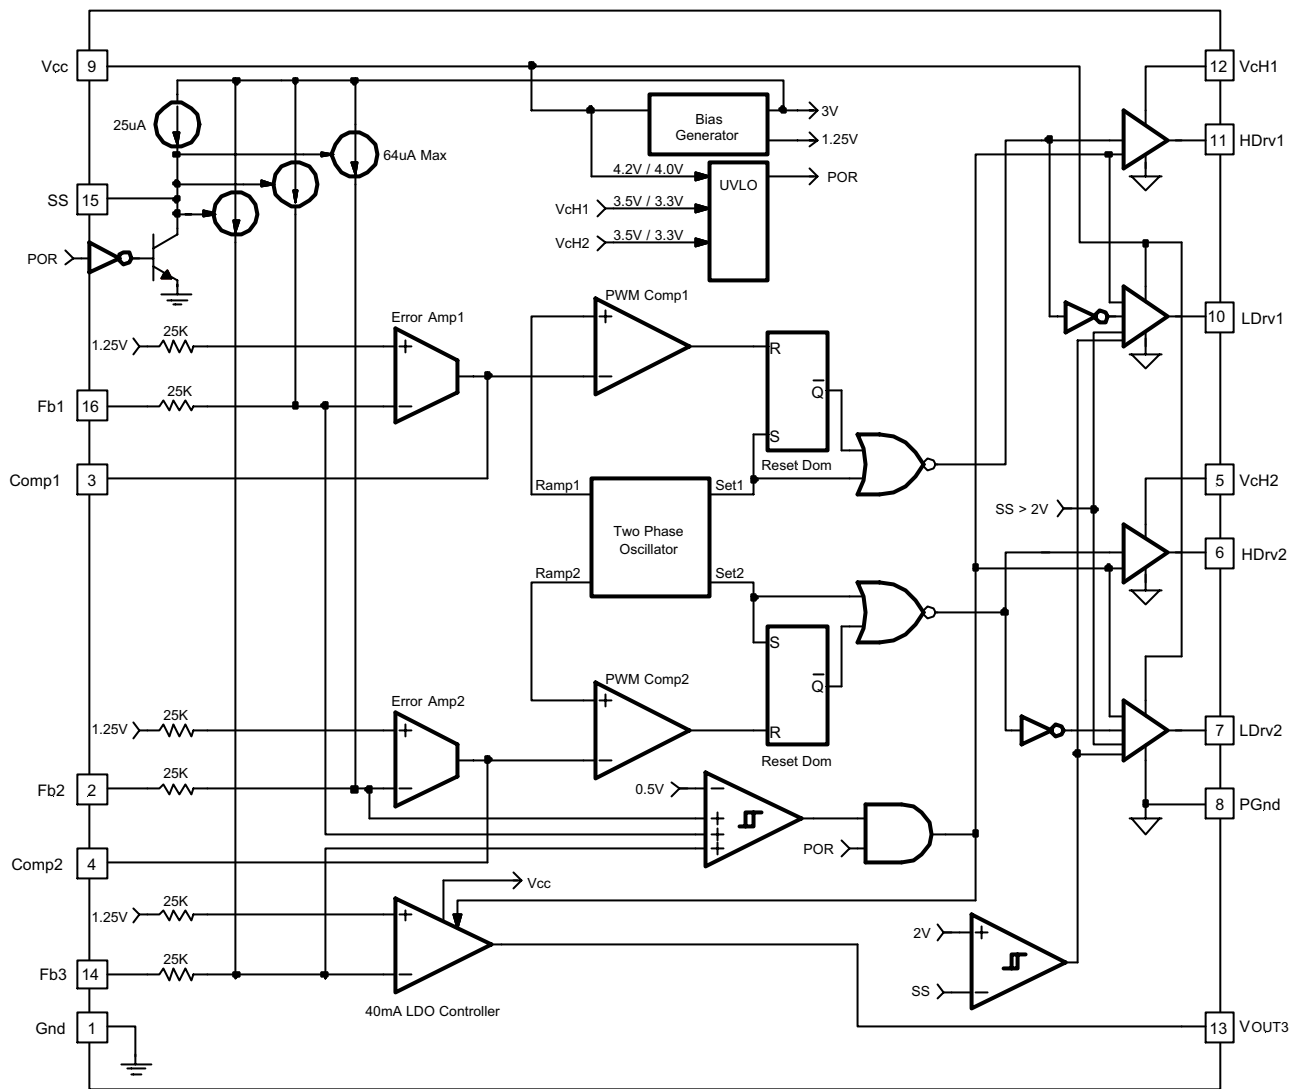 Vcc
9
12
VcH1
25uA
64uA Max
Bias
Generator
3V
1.25V
11
HDrv1
SS
15
4.2V / 4.0V
UVLO
POR
VcH1
3.5V / 3.3V
VcH2
3.5V / 3.3V
POR
PWM Comp1
Error Amp1
25K
1.25V
10
LDrv1
R
Q
S
Reset Dom
25K
Fb1
16
Comp1
3
Ramp1
Set1
Two Phase
Oscillator
Ramp2
Set2
SS > 2V
5
VcH2
6
HDrv2
S
Q
R
Reset Dom
PWM Comp2
Error Amp2
25K
1.25V
7
LDrv2
25K
Fb2
2
0.5V
8
PGnd
POR
Comp2
4
Vcc
25K
1.25V
2V
SS
25K
Fb3
14
40mA LDO Controller
Gnd
1
13
VOUT3